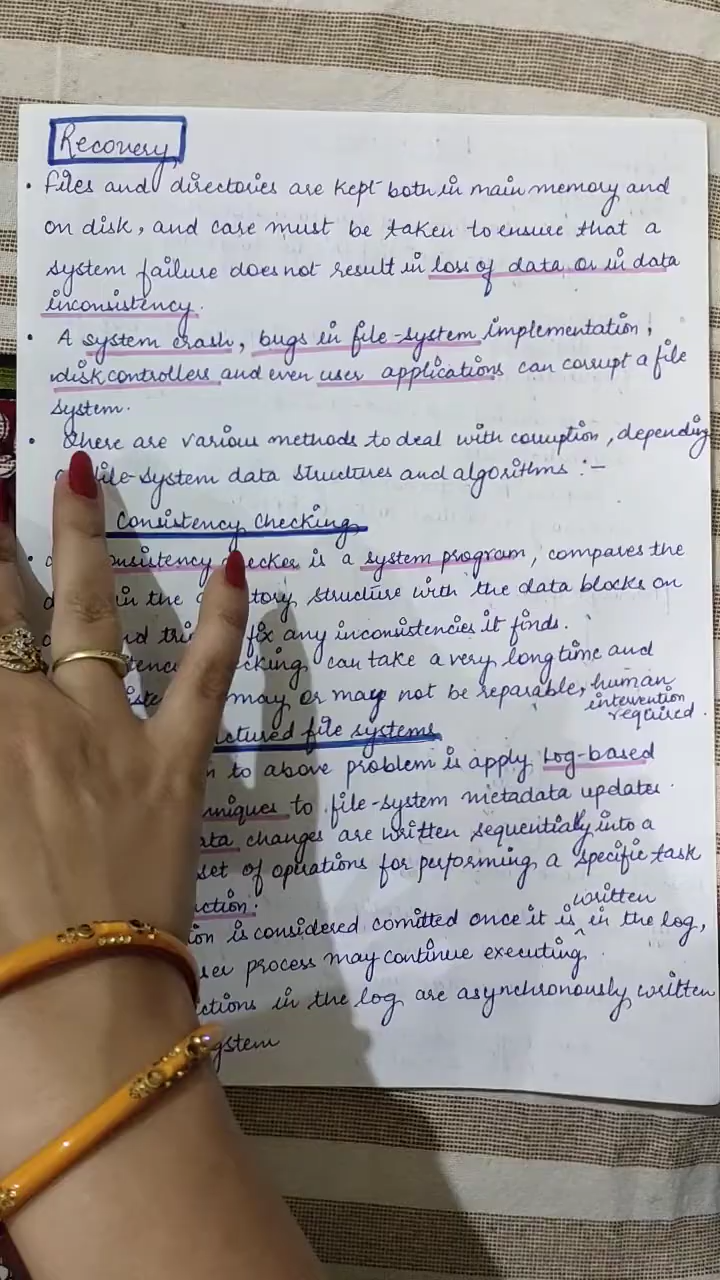 Recovery
• Files and directories are kept both in main memory and
on disk, and care must be taken to ensure that a
system failure does not result in loss of data or in data
inconsistency.
• A system crash, bugs in file-system implementation,
disk controllers and even user applications can corrupt a file
system.
• There are various methods to deal with corruption, depending
file-system data structures and algorithms :-
Consistency Checking
• checker is a system program, compares the
in the structure with the data blocks on
fix any inconsistencies it finds.
can take a very long time and
may or may not be reparable, human
intervention
required.
file systems
to above problem is apply log-based
to file-system metadata updates.
changes are written sequentially into a
set of operations for performing a specific task
written
is considered comitted once it is ^ in the log,
process may continue executing.
in the log are asynchronously written